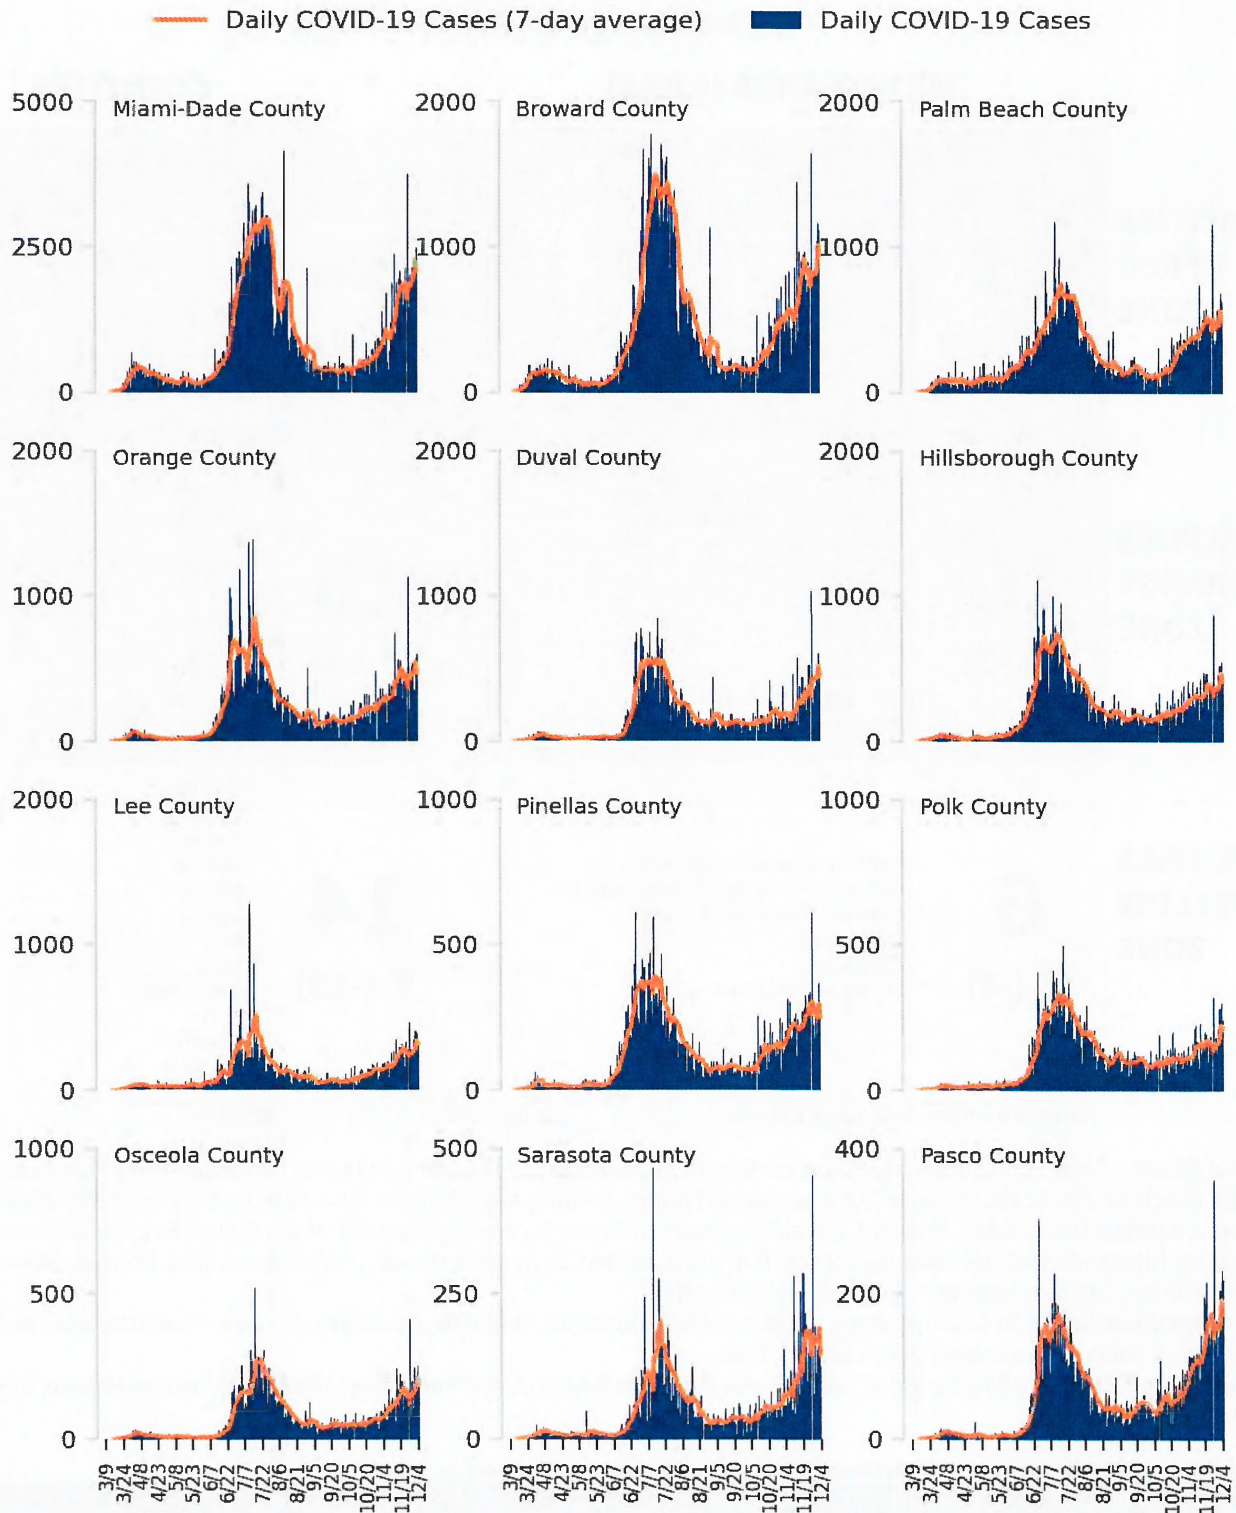 Daily COVID-19 Cases (7-day average) Daily COVID-19 Cases
5000 Miami-Dade County 2000 Broward County 2000 Palm Beach County
2500 1000 1000
0 0 0
2000 Orange County 2000 Duval County 2000 Hillsborough County
1000 1000 1000
0 0 0
2000 Lee County 1000 Pinellas County 1000 Polk County
1000 500 500
0 0 0
1000 Osceola County 500 Sarasota County 400 Pasco County
500 250 200
0 0 0
3/9 3/24 4/8 4/23 5/8 5/23 6/7 6/22 7/7 7/22 8/6 8/21 9/5 9/20 10/5 10/20 11/4 11/19 12/4
3/9 3/24 4/8 4/23 5/8 5/23 6/7 6/22 7/7 7/22 8/6 8/21 9/5 9/20 10/5 10/20 11/4 11/19 12/4
3/9 3/24 4/8 4/23 5/8 5/23 6/7 6/22 7/7 7/22 8/6 8/21 9/5 9/20 10/5 10/20 11/4 11/19 12/4